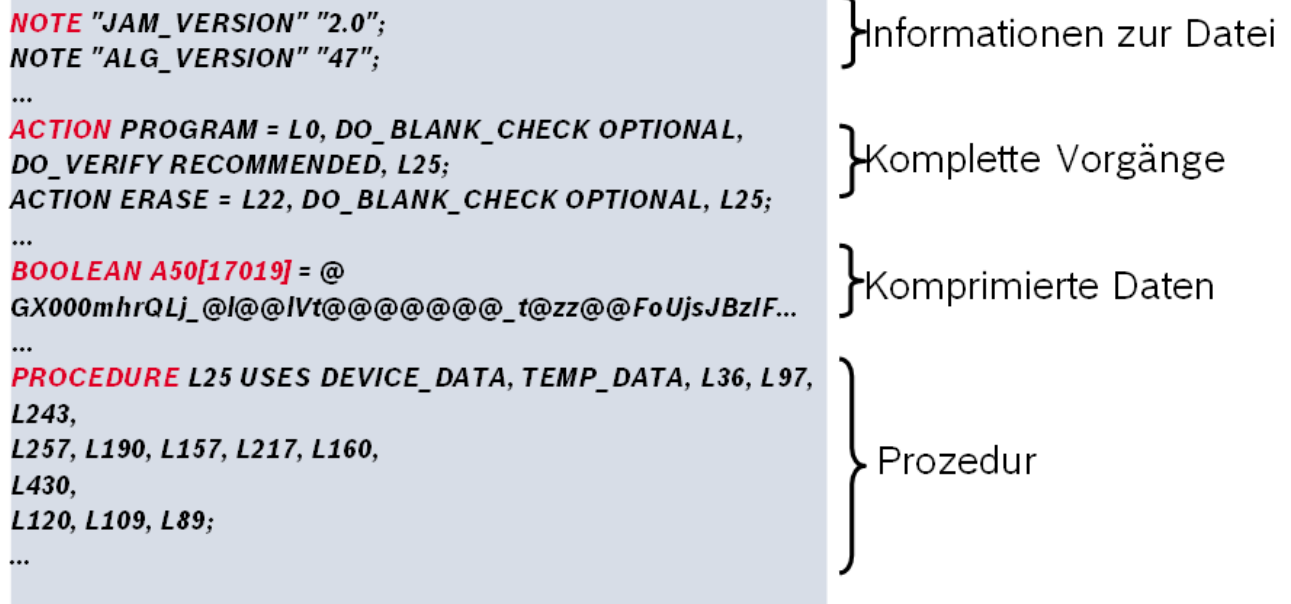 NOTE "JAM_VERSION" "2.0";
NOTE "ALG_VERSION" "47";
...
ACTION PROGRAM = L0, DO_BLANK_CHECK OPTIONAL,
DO_VERIFY RECOMMENDED, L25;
ACTION ERASE = L22, DO_BLANK_CHECK OPTIONAL, L25;
...
BOOLEAN A50[17019] = @
GX000mhrQLj_@l@@lVt@@@@@@@_t@zz@@FoUjsJBzIF...
...
PROCEDURE L25 USES DEVICE_DATA, TEMP_DATA, L36, L97,
L243,
L257, L190, L157, L217, L160,
L430,
L120, L109, L89;
...
Informationen zur Datei
Komplette Vorgänge
Komprimierte Daten
Prozedur